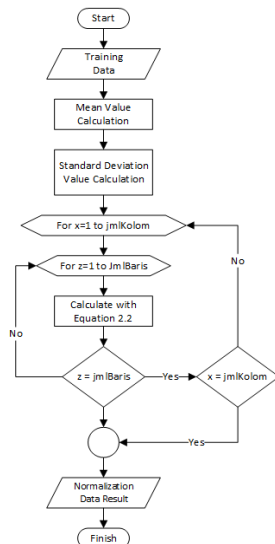 Start
Training
Data
Mean Value
Calculation
Standard Deviation
Value Calculation
For x=1 to jmlKolom
No
For z=1 to JmlBaris
Calculate with
Equation 2.2
No
z = jmlBaris
Yes
x = jmlKolom
Yes
Normalization
Data Result
Finish